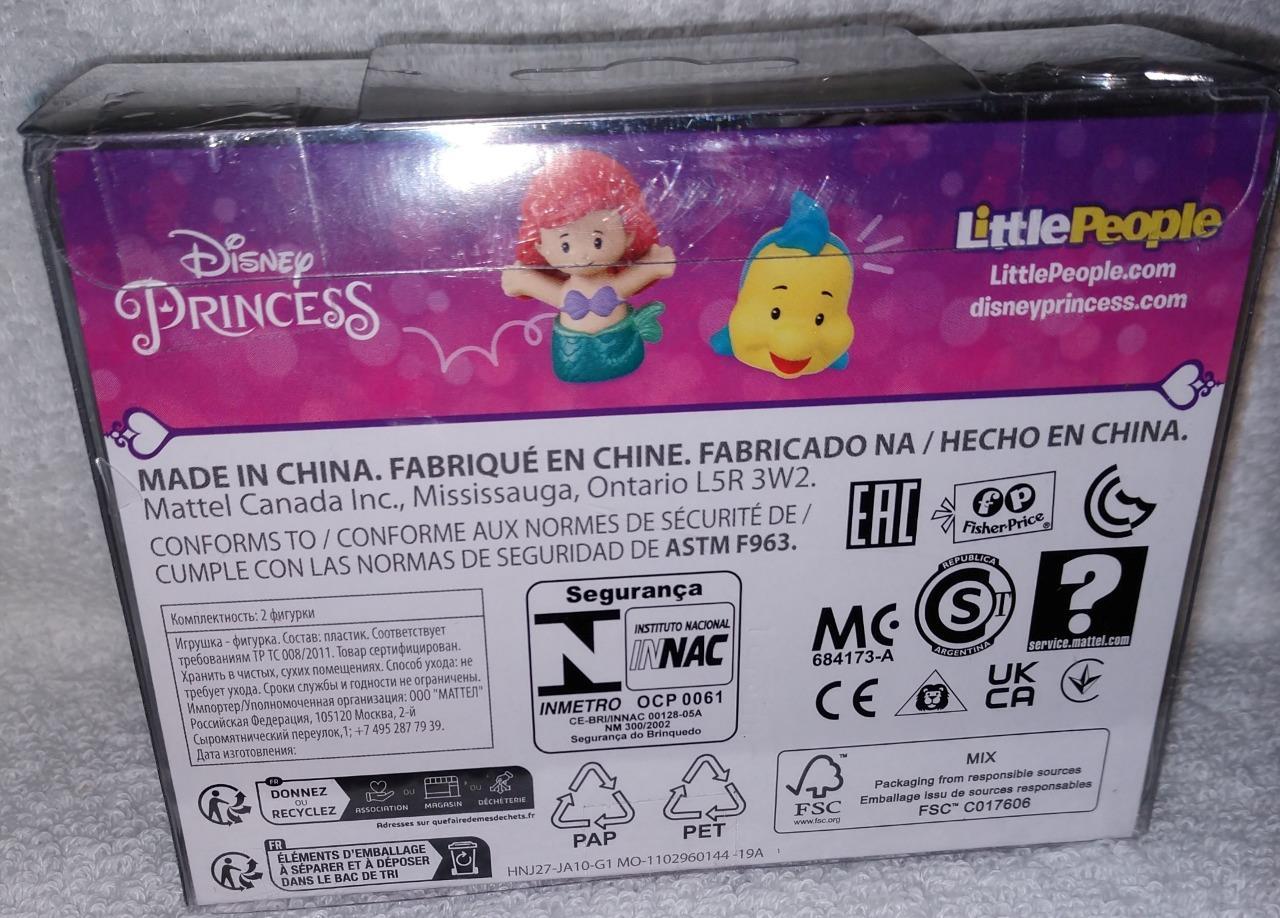 Disney
PRINCESS
LittlePeople
LittlePeople.com
disneyprincess.com
MADE IN CHINA. FABRIQUÉ EN CHINE. FABRICADO NA / HECHO EN CHINA.
Mattel Canada Inc., Mississauga, Ontario L5R 3W2.
CONFORMS TO / CONFORME AUX NORMES DE SÉCURITÉ DE /
CUMPLE CON LAS NORMAS DE SEGURIDAD DE ASTM F963.
EAC
fp
Fisher-Price®
Комплектность: 2 фигурки
Игрушка - фигурка. Состав: пластик. Соответствует
требованиям ТР ТС 008/2011. Товар сертифицирован.
Хранить в чистых, сухих помещениях. Способ ухода: не
требует ухода. Сроки службы и годности не ограничены.
Импортер/Уполномоченная организация: ООО "МАТТЕЛ"
Российская Федерация, 105120 Москва, 2-й
Сыромятнический переулок,1; +7 495 287 79 39.
Дата изготовления:
Segurança
INSTITUTO NACIONAL
INNAC
INMETRO OCP 0061
CE-BRI/INNAC 00128-05A
NM 300/2002
Segurança do Brinquedo
MC
684173-A
REPUBLICA
S T
ARGENTINA
?
service.mattel.com
CE
UK
CA
FR
DONNEZ
OU
RECYCLEZ
ASSOCIATION
OU
MAGASIN
OU
DÉCHÈTERIE
Adresses sur quefairedemesdechets.fr
FR
ÉLÉMENTS D'EMBALLAGE
À SÉPARER ET À DÉPOSER
DANS LE BAC DE TRI
PAP
PET
FSC
™
www.fsc.org
MIX
Packaging from responsible sources
Emballage issu de sources responsables
FSC™ C017606
HNJ27-JA10-G1 MO-1102960144 -19A